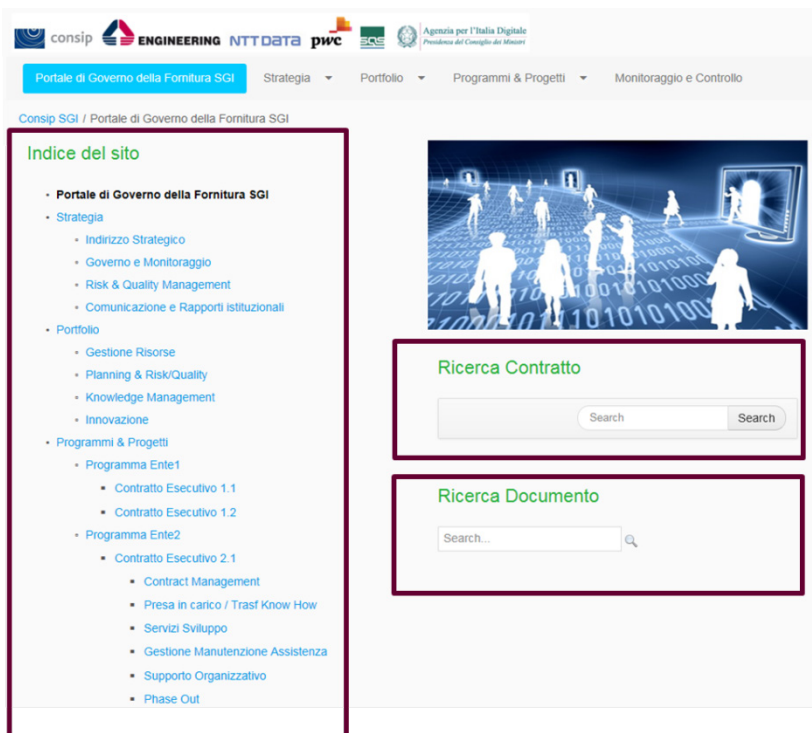 consip ENGINEERING NTT DATA pwc SQS Agenzia per l'Italia Digitale
Presidenza del Consiglio dei Ministri
Portale di Governo della Fornitura SGI Strategia Portfolio Programmi & Progetti Monitoraggio e Controllo
Consip SGI / Portale di Governo della Fornitura SGI
Indice del sito
Portale di Governo della Fornitura SGI
Strategia
Indirizzo Strategico
Governo e Monitoraggio
Risk & Quality Management
Comunicazione e Rapporti istituzionali
Portfolio
Gestione Risorse
Planning & Risk/Quality
Knowledge Management
Innovazione
Programmi & Progetti
Programma Ente1
Contratto Esecutivo 1.1
Contratto Esecutivo 1.2
Programma Ente2
Contratto Esecutivo 2.1
Contract Management
Presa in carico / Trasf Know How
Servizi Sviluppo
Gestione Manutenzione Assistenza
Supporto Organizzativo
Phase Out
Ricerca Contratto
Search Search
Ricerca Documento
Search...